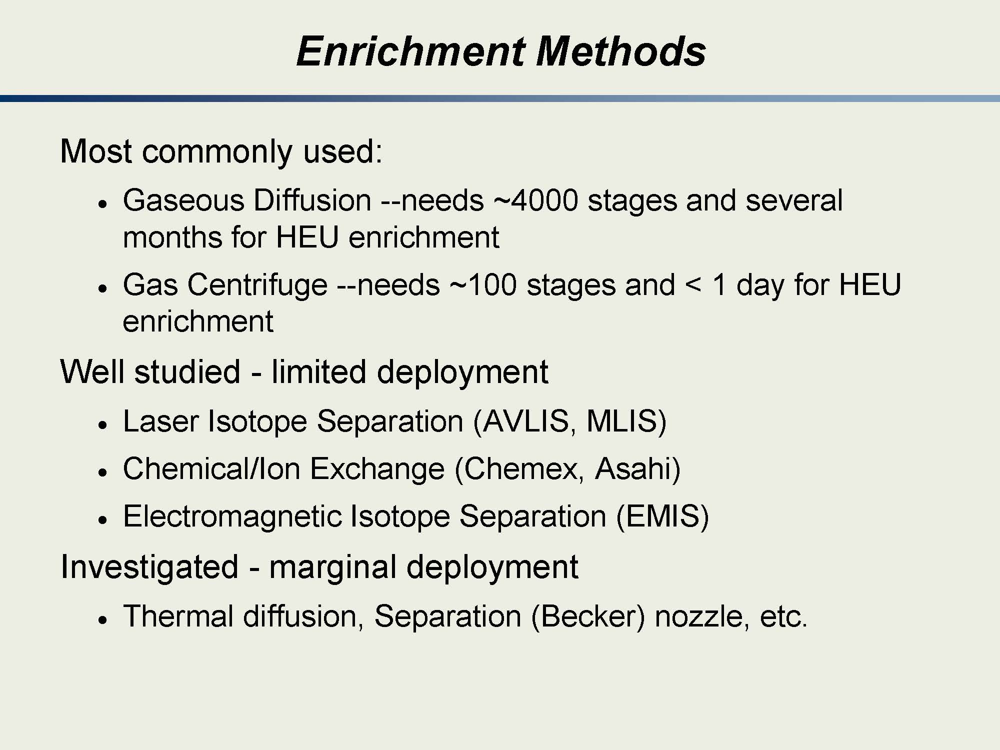 Enrichment Methods
Most commonly used:
• Gaseous Diffusion --needs ~4000 stages and several
months for HEU enrichment
• Gas Centrifuge --needs ~100 stages and < 1 day for HEU
enrichment
Well studied - limited deployment
• Laser Isotope Separation (AVLIS, MLIS)
• Chemical/Ion Exchange (Chemex, Asahi)
• Electromagnetic Isotope Separation (EMIS)
Investigated - marginal deployment
• Thermal diffusion, Separation (Becker) nozzle, etc.